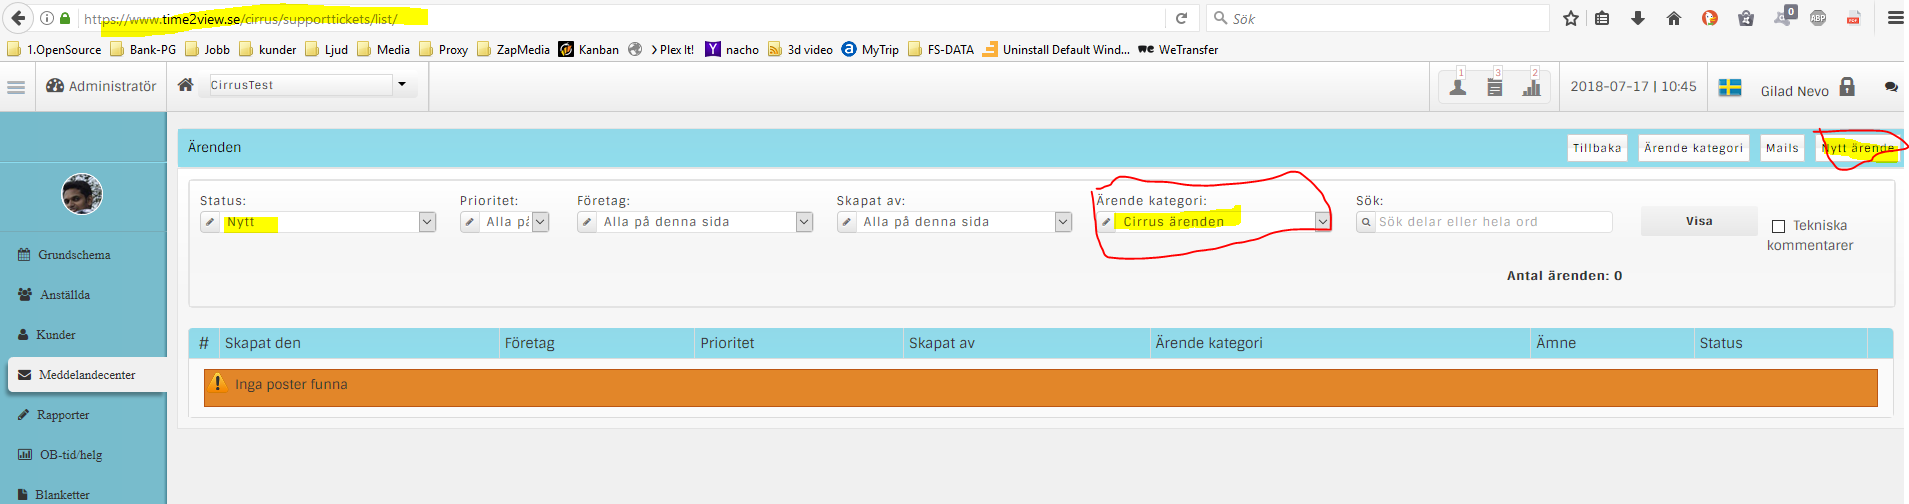 https://www.time2view.se/cirrus/supporttickets/list/
Sök
0
ABP
1.OpenSource Bank-PG Jobb kunder Ljud Media Proxy ZapMedia Kanban Plex It! nacho 3d video MyTrip FS-DATA Uninstall Default Wind... WeTransfer
Administratör CirrusTest 1 3 2 2018-07-17 | 10:45 Gilad Nevo
Ärenden Tillbaka Ärende kategori Mails Nytt ärende
Status: Prioritet: Företag: Skapat av: Ärende kategori: Sök:
Nytt Alla på Alla på denna sida Alla på denna sida Cirrus ärenden Sök delar eller hela ord Visa Tekniska
kommentarer
Antal ärenden: 0
Grundschema
Anställda
Kunder
Meddelandecenter
Rapporter
OB-tid/helg
Blanketter
# Skapat den Företag Prioritet Skapat av Ärende kategori Ämne Status
Inga poster funna